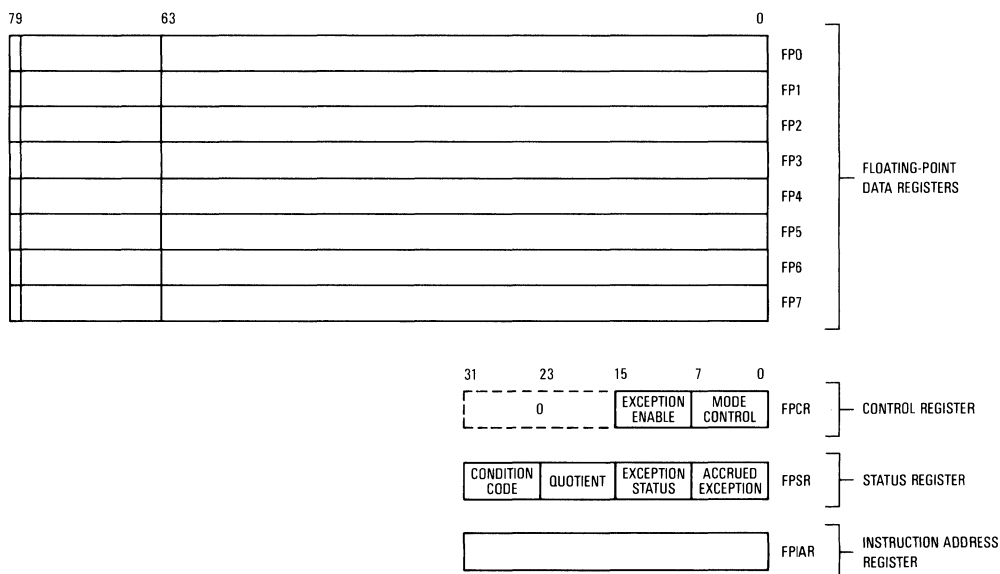 79 63 0
FP0
FP1
FP2
FP3
FP4
FP5
FP6
FP7
FLOATING-POINT
DATA REGISTERS
31 23 15 7 0
0
EXCEPTION
ENABLE
MODE
CONTROL
FPCR
CONTROL REGISTER
CONDITION
CODE
QUOTIENT
EXCEPTION
STATUS
ACCRUED
EXCEPTION
FPSR
STATUS REGISTER
FPIAR
INSTRUCTION ADDRESS
REGISTER